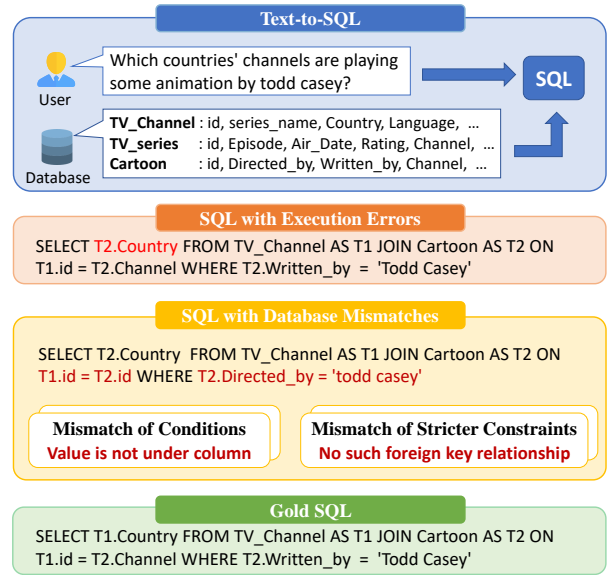 Text-to-SQL
Which countries' channels are playing
some animation by todd casey?
User
SQL
TV_Channel : id, series_name, Country, Language, ...
TV_series : id, Episode, Air_Date, Rating, Channel, ...
Cartoon : id, Directed_by, Written_by, Channel, ...
Database
SQL with Execution Errors
SELECT T2.Country FROM TV_Channel AS T1 JOIN Cartoon AS T2 ON
T1.id = T2.Channel WHERE T2.Written_by = 'Todd Casey'
SQL with Database Mismatches
SELECT T2.Country FROM TV_Channel AS T1 JOIN Cartoon AS T2 ON
T1.id = T2.id WHERE T2.Directed_by = 'todd casey'
Mismatch of Conditions
Value is not under column
Mismatch of Stricter Constraints
No such foreign key relationship
Gold SQL
SELECT T1.Country FROM TV_Channel AS T1 JOIN Cartoon AS T2 ON
T1.id = T2.Channel WHERE T2.Written_by = 'Todd Casey'